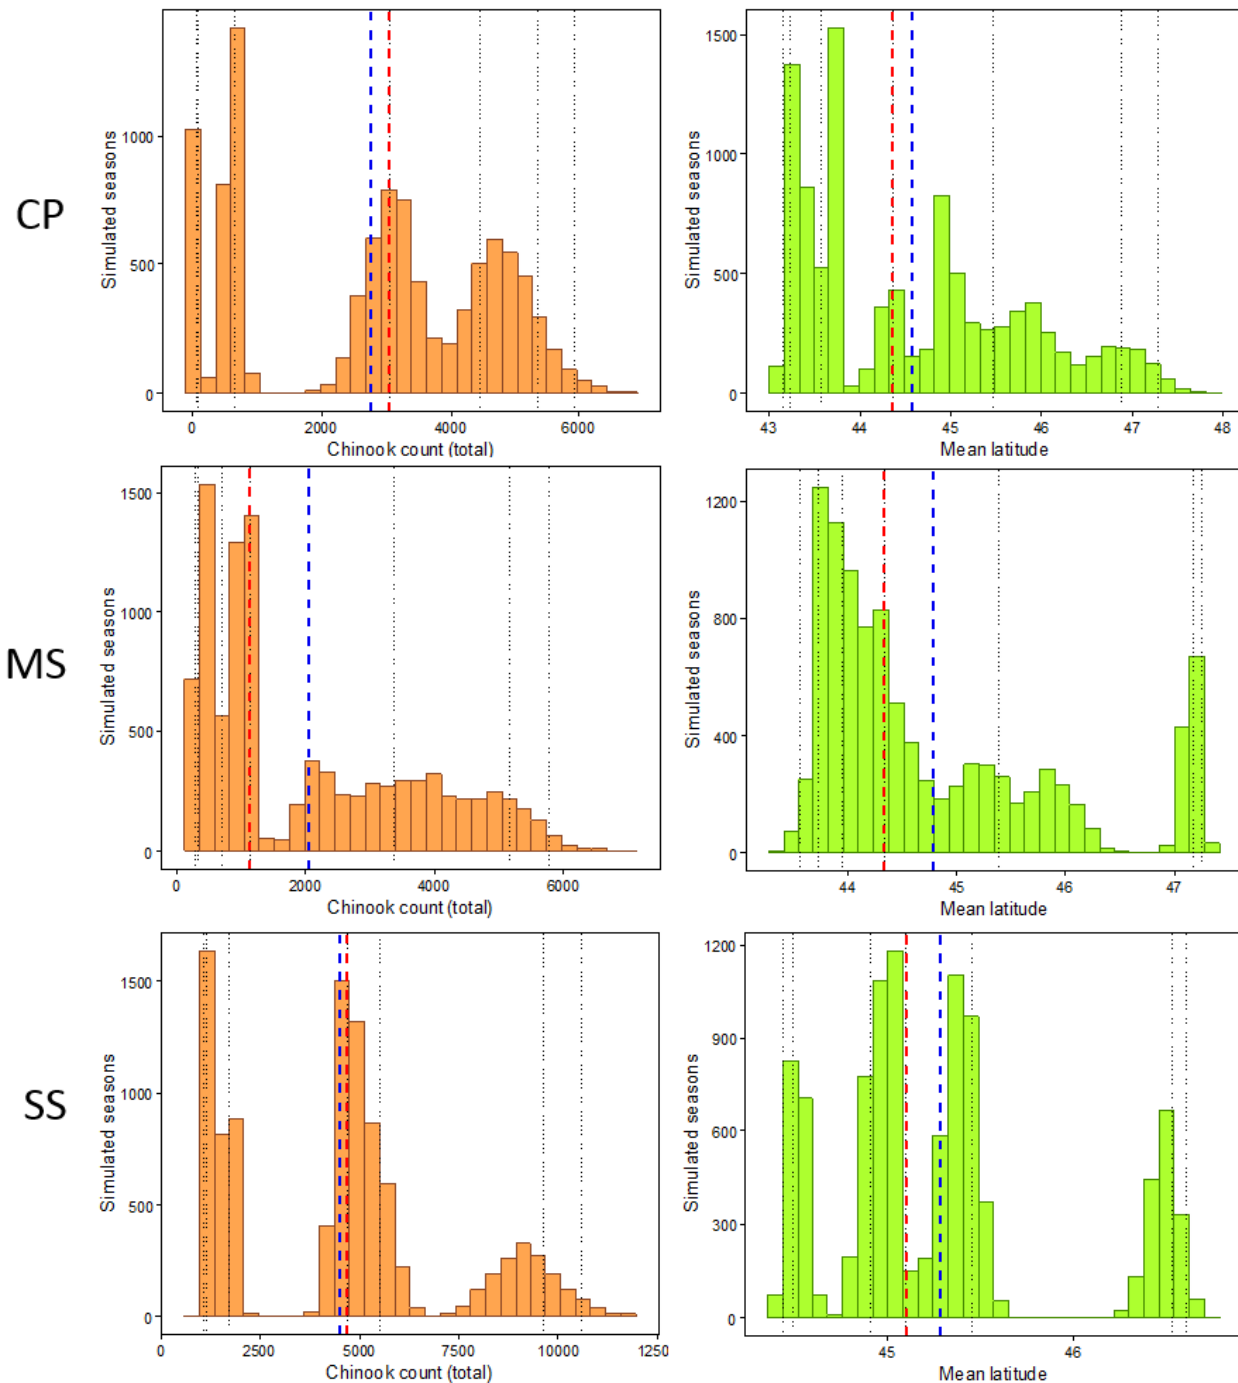 CP
Simulated seasons
1000
500
0
0 2000 4000 6000
Chinook count (total)
Simulated seasons
1500
1000
500
0
43 44 45 46 47 48
Mean latitude
MS
Simulated seasons
1500
1000
500
0
0 2000 4000 6000
Chinook count (total)
Simulated seasons
1200
800
400
0
44 45 46 47
Mean latitude
SS
Simulated seasons
1500
1000
500
0
0 2500 5000 7500 10000 1250
Chinook count (total)
Simulated seasons
1200
900
600
300
0
45 46
Mean latitude